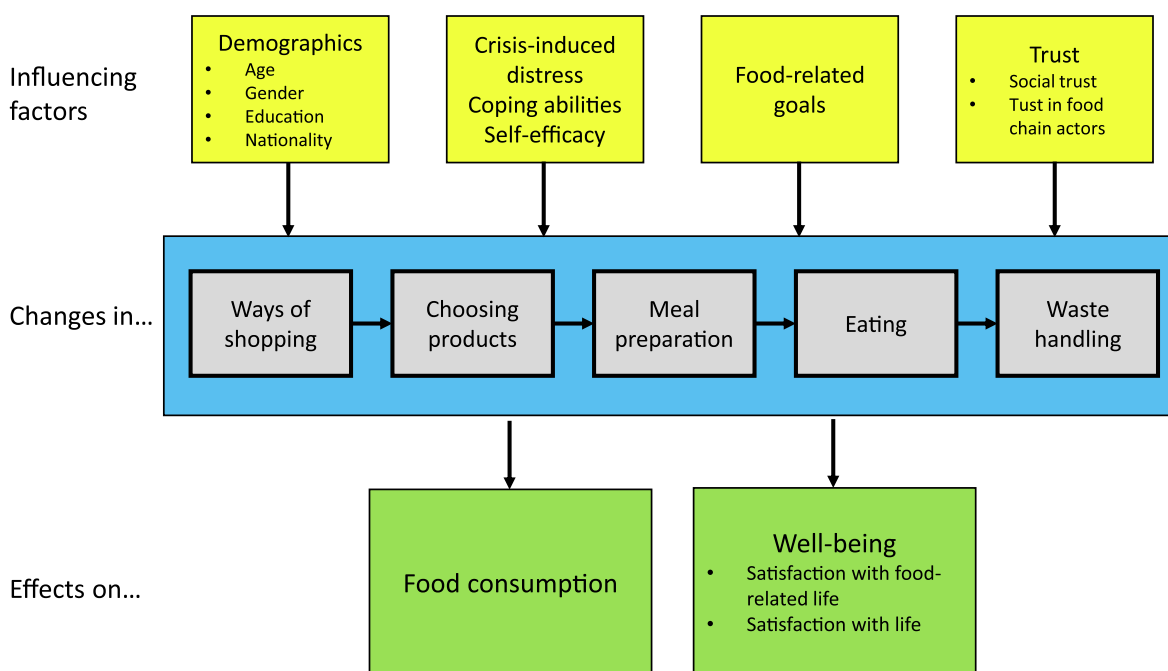 Influencing
factors
Demographics
• Age
• Gender
• Education
• Nationality
Crisis-induced
distress
Coping abilities
Self-efficacy
Food-related
goals
Trust
• Social trust
• Tust in food
chain actors
Changes in...
Ways of
shopping
Choosing
products
Meal
preparation
Eating
Waste
handling
Effects on...
Food consumption
Well-being
• Satisfaction with food-
related life
• Satisfaction with life